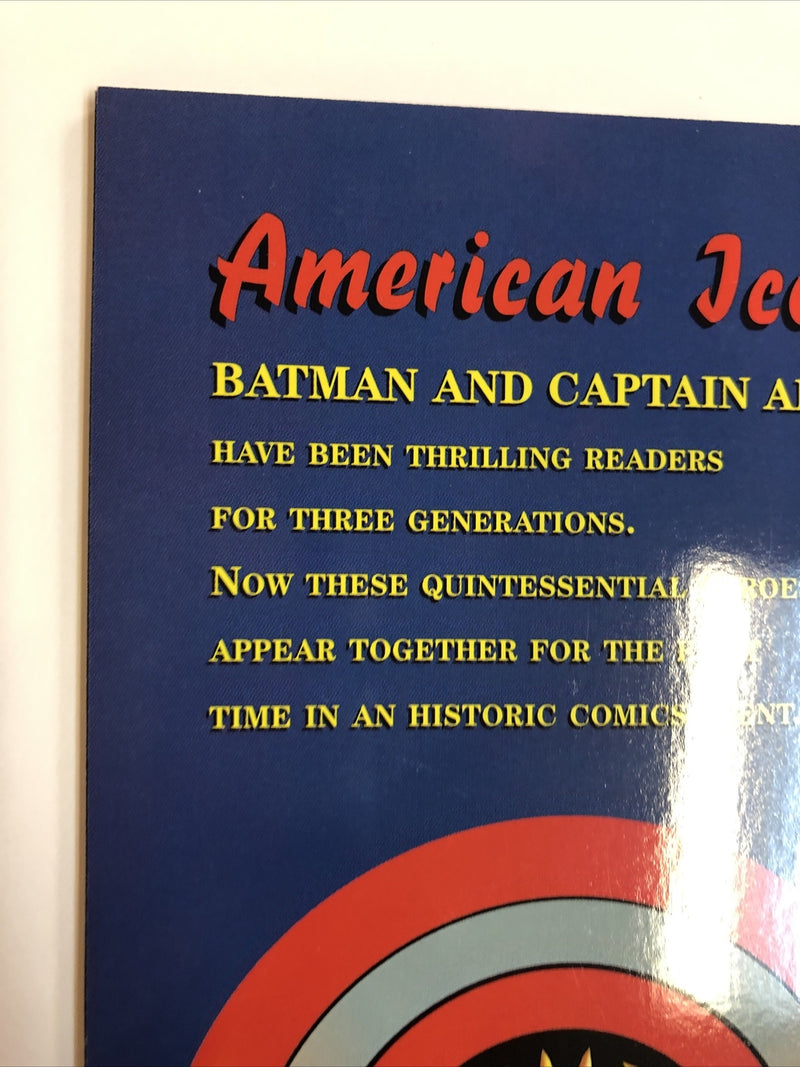 American Ico
BATMAN AND CAPTAIN A
HAVE BEEN THRILLING READERS
FOR THREE GENERATIONS.
NOW THESE QUINTESSENTIAL
APPEAR TOGETHER FOR THE
TIME IN AN HISTORIC COMICS